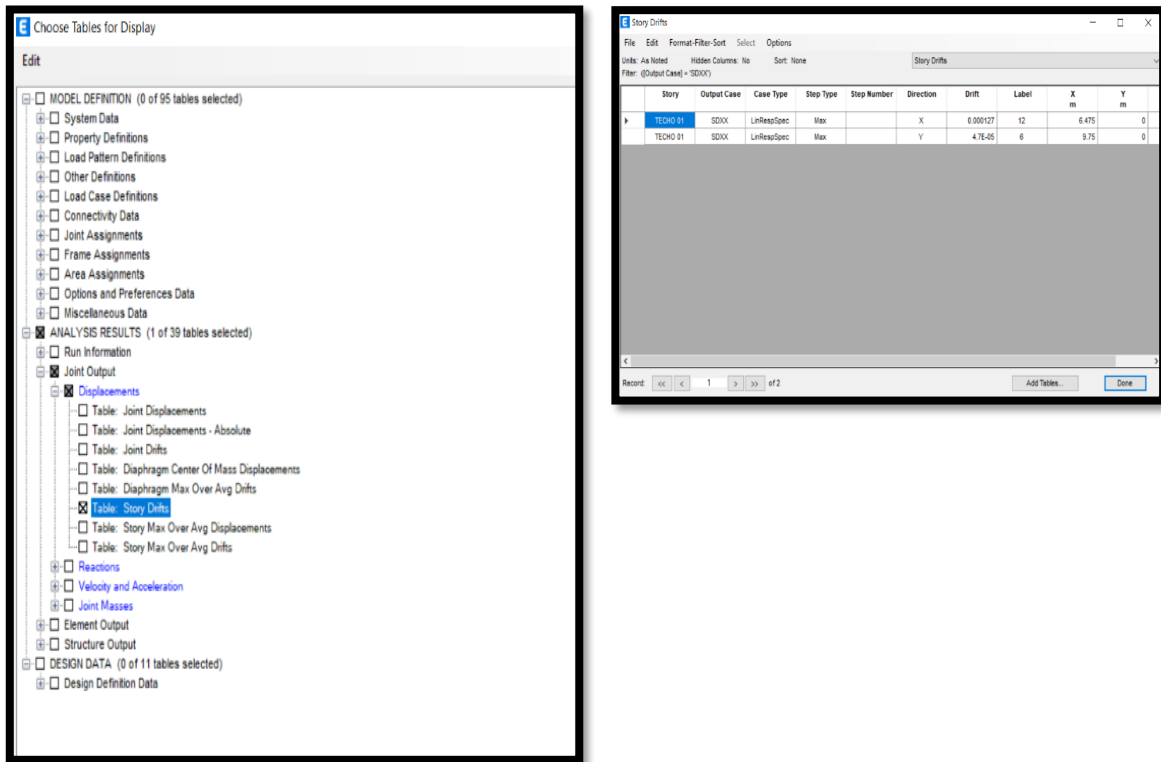 E Choose Tables for Display
Edit
MODEL DEFINITION (0 of 95 tables selected)
System Data
Property Definitions
Load Pattern Definitions
Other Definitions
Load Case Definitions
Connectivity Data
Joint Assignments
Frame Assignments
Area Assignments
Options and Preferences Data
Miscellaneous Data
ANALYSIS RESULTS (1 of 39 tables selected)
Run Information
Joint Output
Displacements
Table: Joint Displacements
Table: Joint Displacements - Absolute
Table: Joint Drifts
Table: Diaphragm Center Of Mass Displacements
Table: Diaphragm Max Over Avg Drifts
Table: Story Drifts
Table: Story Max Over Avg Displacements
Table: Story Max Over Avg Drifts
Reactions
Velocity and Acceleration
Joint Masses
Element Output
Structure Output
DESIGN DATA (0 of 11 tables selected)
Design Definition Data
E Story Drifts
File Edit Format-Filter-Sort Select Options
Units: As Noted Hidden Columns: No Sort: None Story Drifts
Filter: ([Output Case] = 'SDXX')
Story Output Case Case Type Step Type Step Number Direction Drift Label X Y
m m
TECHO 01 SDXX LinRespSpec Max X 0.000127 12 6.475 0
TECHO 01 SDXX LinRespSpec Max Y 4.7E-05 6 9.75 0
Record: << < 1 > >> of 2 Add Tables... Done